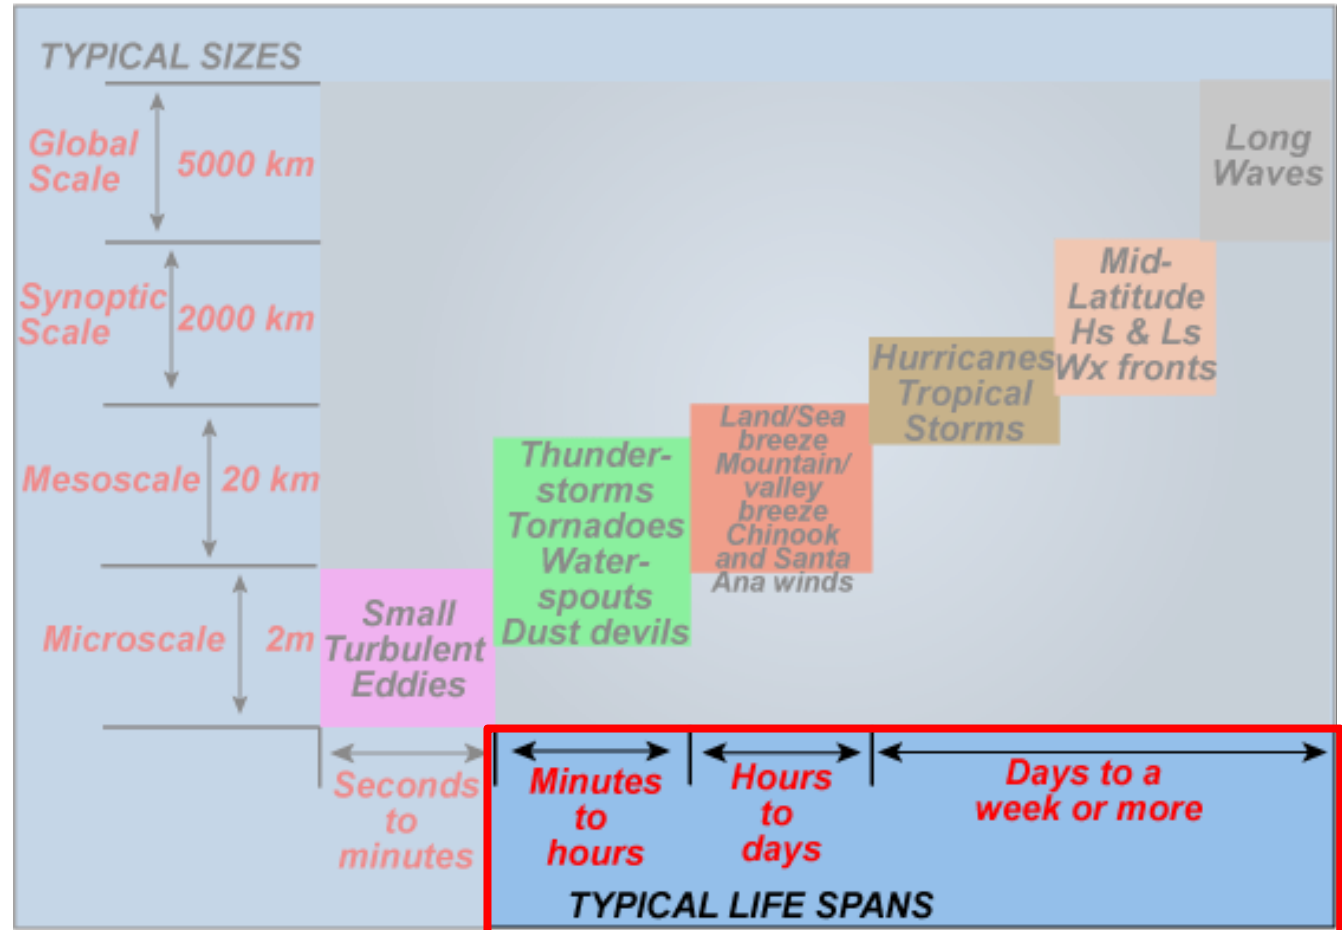 TYPICAL SIZES
Global
Scale
5000 km
Synoptic
Scale
2000 km
Mesoscale
20 km
Microscale
2m
Small
Turbulent
Eddies
Thunder-
storms
Tornadoes
Water-
spouts
Dust devils
Land/Sea
breeze
Mountain/
valley
breeze
Chinook
and Santa
Ana winds
Hurricanes
Tropical
Storms
Mid-
Latitude
Hs & Ls
Wx fronts
Long
Waves
Seconds
to
minutes
Minutes
to
hours
Hours
to
days
Days to a
week or more
TYPICAL LIFE SPANS